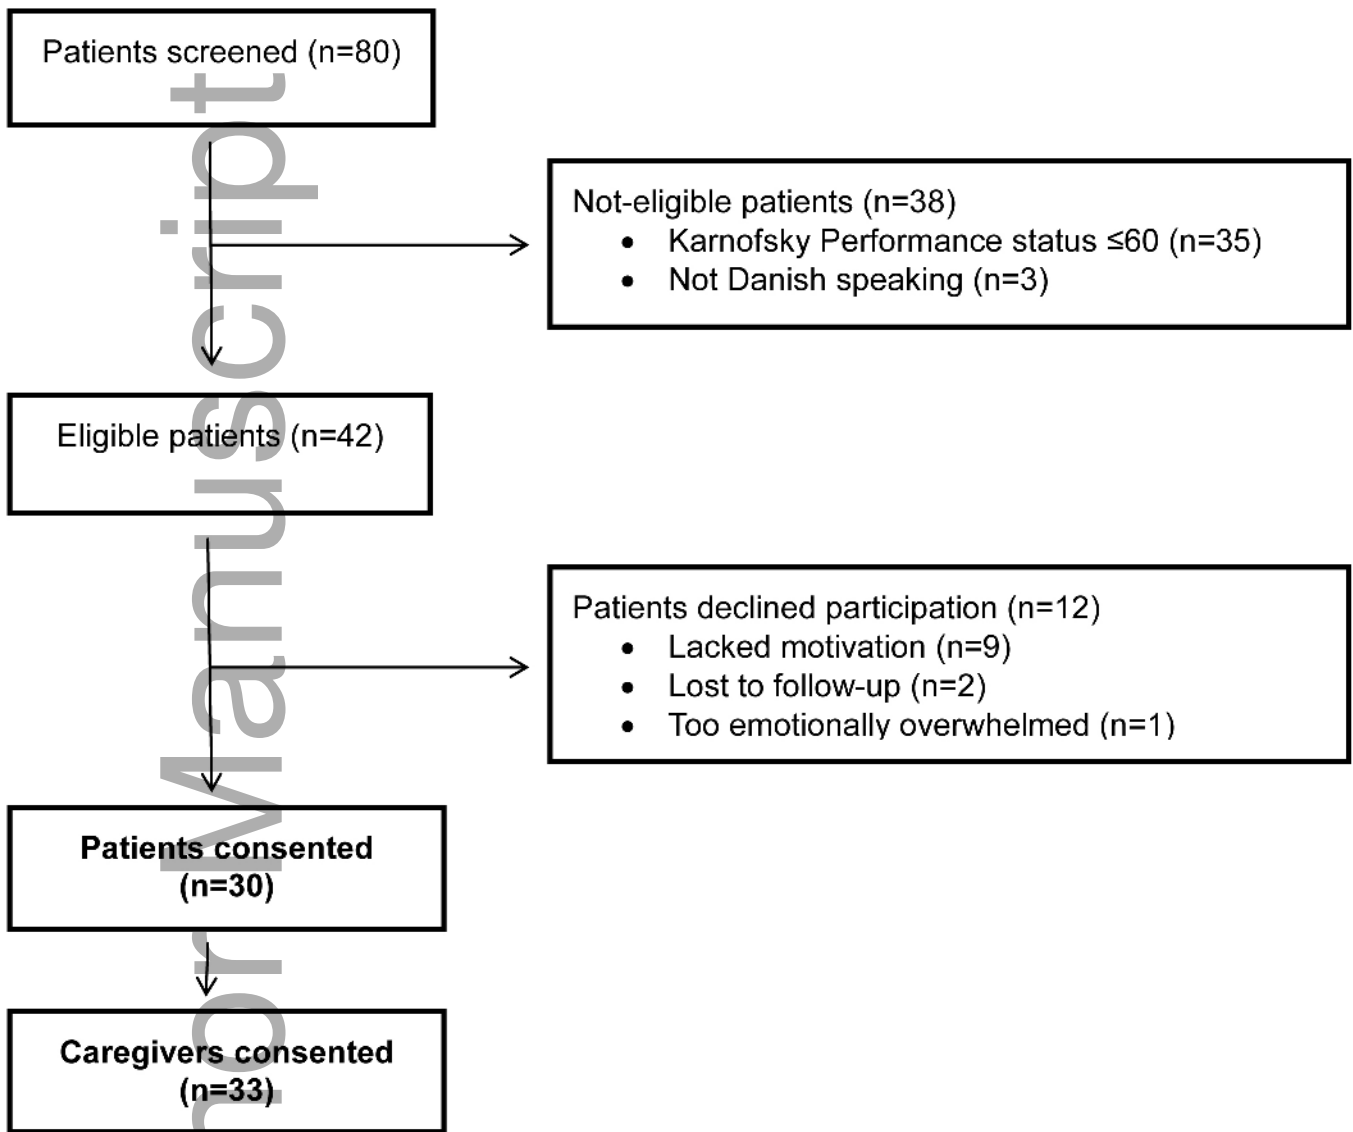 Patients screened (n=80)
Not-eligible patients (n=38)
• Karnofsky Performance status ≤60 (n=35)
• Not Danish speaking (n=3)
Eligible patients (n=42)
Patients declined participation (n=12)
• Lacked motivation (n=9)
• Lost to follow-up (n=2)
• Too emotionally overwhelmed (n=1)
Patients consented
(n=30)
Caregivers consented
(n=33)
or Manuscript